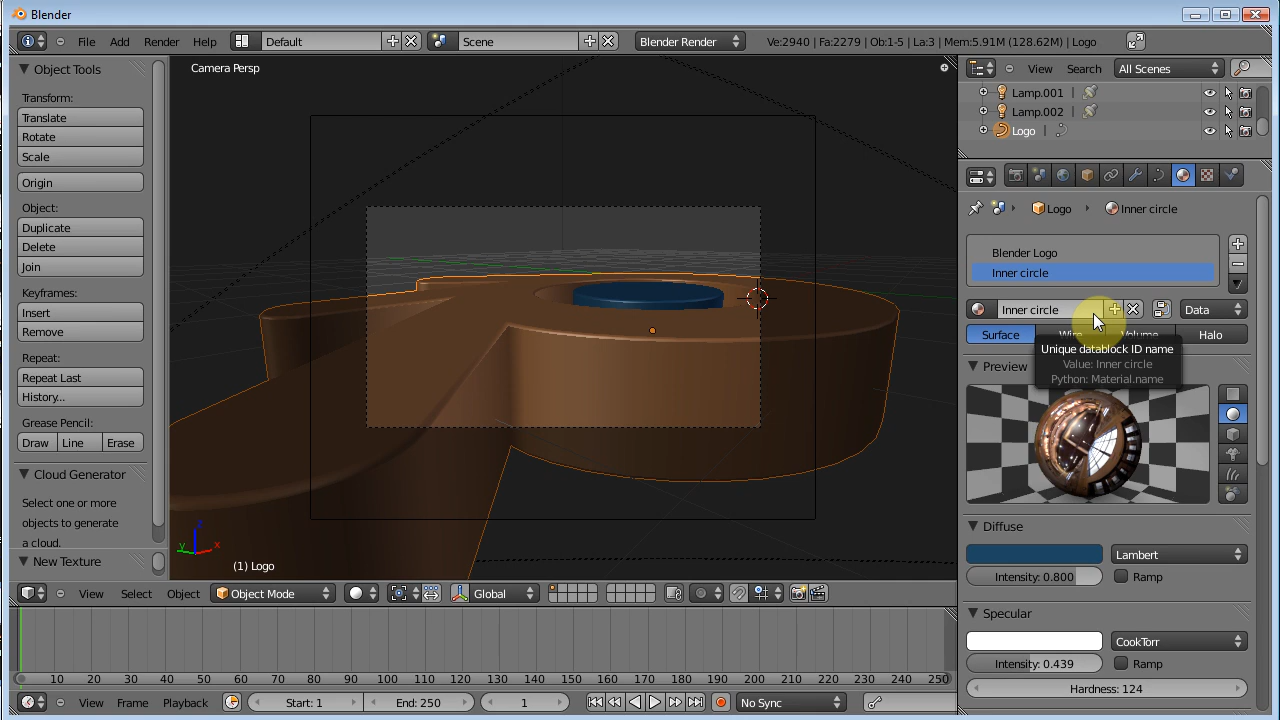 Blender
File Add Render Help Default Scene Blender Render Ve:2940 | Fa:2279 | Ob:1-5 | La:3 | Mem:5.91M (128.62M) | Logo
Object Tools
Transform:
Translate
Rotate
Scale
Origin
Object:
Duplicate
Delete
Join
Keyframes:
Insert
Remove
Repeat:
Repeat Last
History...
Grease Pencil:
Draw Line Erase
Cloud Generator
Select one or more
objects to generate
a cloud.
New Texture
Camera Persp
z
y x
(1) Logo
View Select Object Object Mode Global
10 20 30 40 50 60 70 80 90 100 110 120 130 140 150 160 170 180 190 200 210 220 230 240 250
View Frame Playback Start: 1 End: 250 1 No Sync
View Search All Scenes
Lamp.001 |
Lamp.002 |
Logo |
Logo Inner circle
Blender Logo
Inner circle
Inner circle Data
Surface Wire Volume Halo
Unique datablock ID name
Value: Inner circle
Python: Material.name
Preview
Diffuse
Lambert
Intensity: 0.800 Ramp
Specular
CookTorr
Intensity: 0.439 Ramp
Hardness: 124